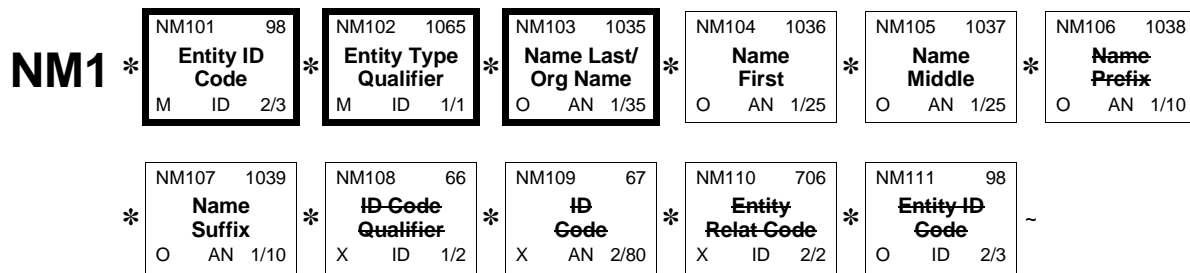 NM101 98 NM102 1065 NM103 1035 NM104 1036 NM105 1037 NM106 1038
NM1 * Entity ID Code * Entity Type Qualifier * Name Last/ Org Name * Name First * Name Middle * Name Prefix
M ID 2/3 M ID 1/1 O AN 1/35 O AN 1/25 O AN 1/25 O AN 1/10
NM107 1039 NM108 66 NM109 67 NM110 706 NM111 98
* Name Suffix * ID Code Qualifier * ID Code * Entity Relat Code * Entity ID Code ~
O AN 1/10 X ID 1/2 X AN 2/80 X ID 2/2 O ID 2/3